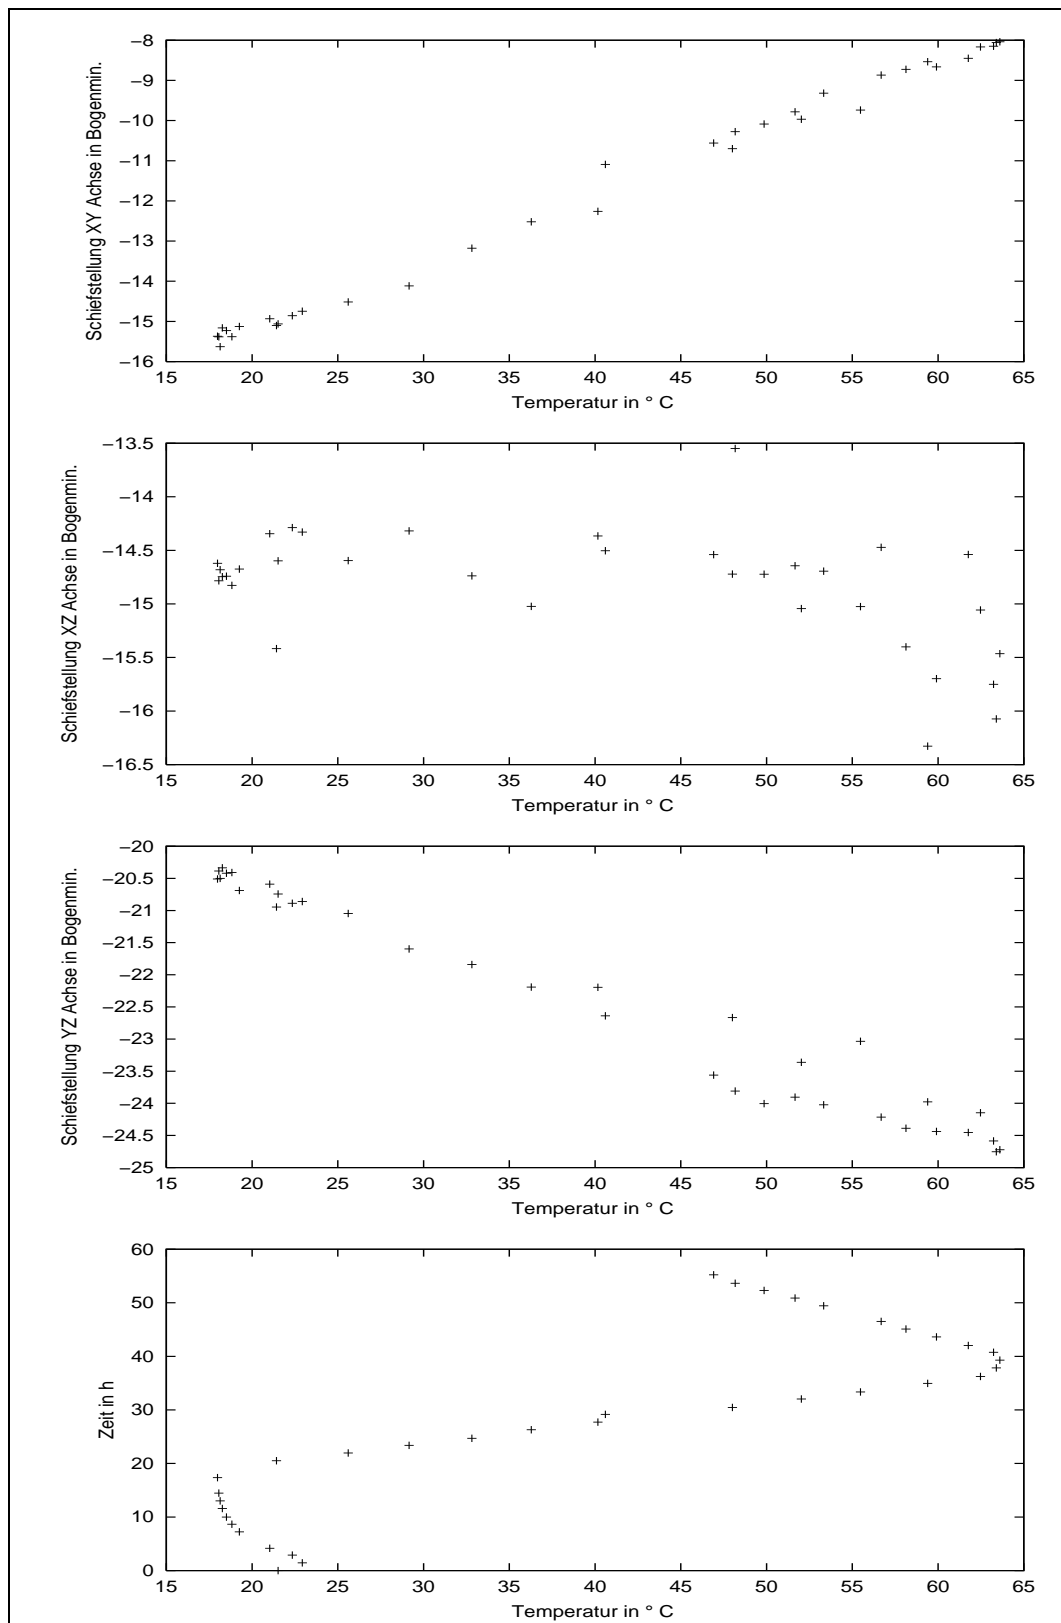 −8
−9
−10
−11
−12
−13
−14
−15
−16
Schiefstellung XY Achse in Bogenmin.
15 20 25 30 35 40 45 50 55 60 65
Temperatur in ° C
−13.5
−14
−14.5
−15
−15.5
−16
−16.5
Schiefstellung XZ Achse in Bogenmin.
15 20 25 30 35 40 45 50 55 60 65
Temperatur in ° C
−20
−20.5
−21
−21.5
−22
−22.5
−23
−23.5
−24
−24.5
−25
Schiefstellung YZ Achse in Bogenmin.
15 20 25 30 35 40 45 50 55 60 65
Temperatur in ° C
60
50
40
30
20
10
0
Zeit in h
15 20 25 30 35 40 45 50 55 60 65
Temperatur in ° C